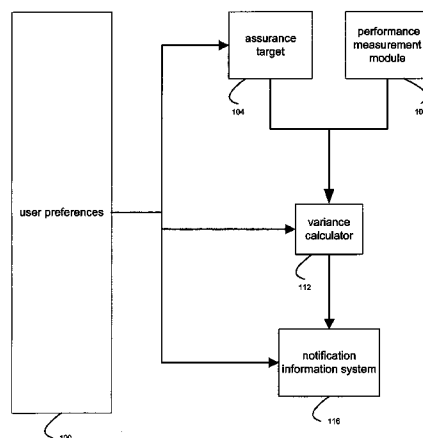 assurance
target
performance
measurement
module
104
user preferences
variance
calculator
112
notification
information system
116